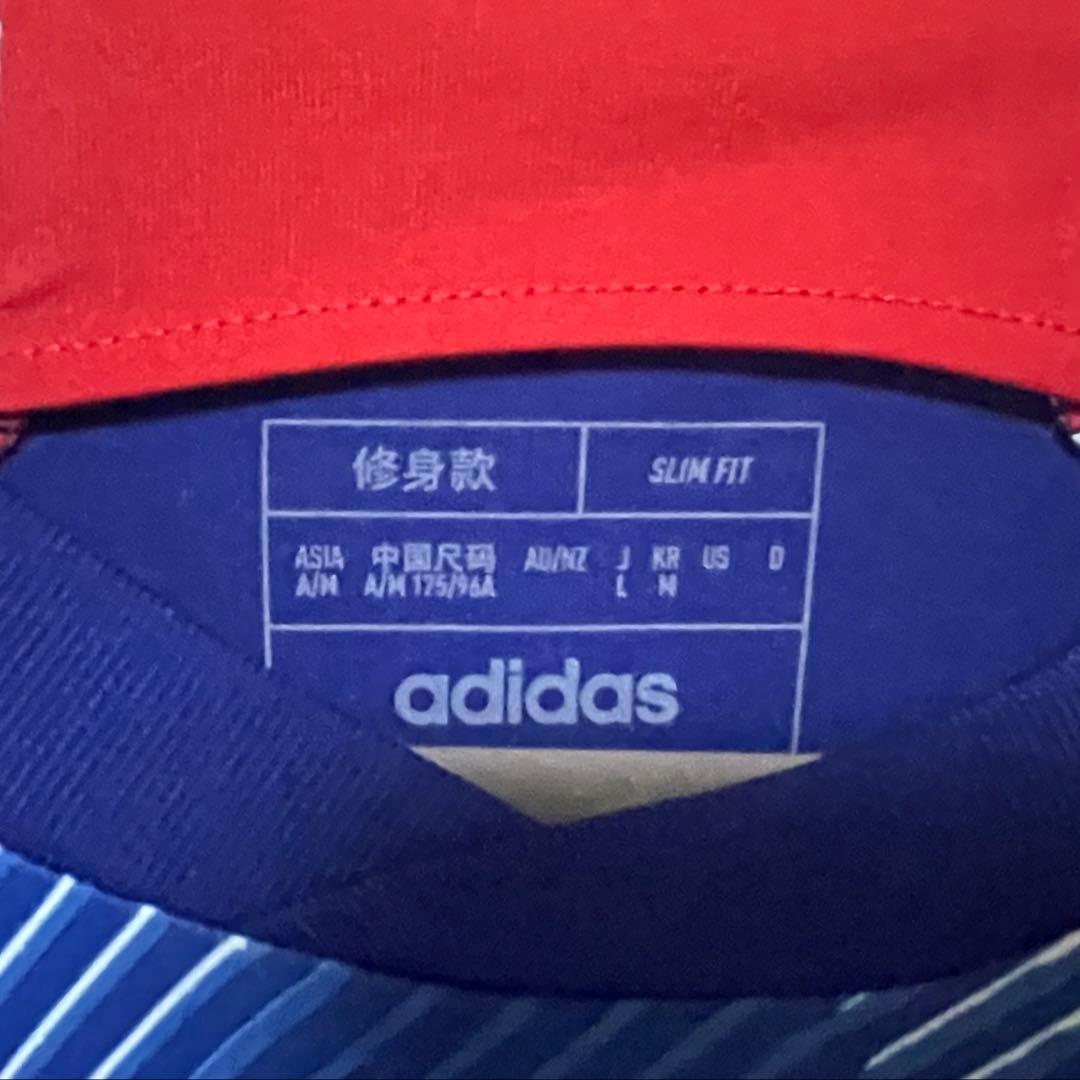 修身款 SLIM FIT
ASIA 中国尺码 AU/NZ J KR US D
A/M A/M 175/96A L M
adidas